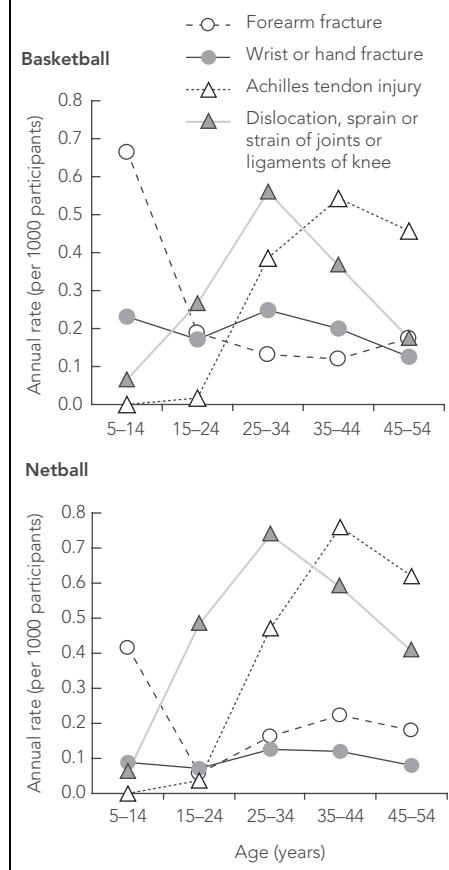 Forearm fracture
Basketball
Wrist or hand fracture
Achilles tendon injury
Dislocation, sprain or
strain of joints or
ligaments of knee
Annual rate (per 1000 participants)
0.8
0.7
0.6
0.5
0.4
0.3
0.2
0.1
0.0
5–14 15–24 25–34 35–44 45–54
Netball
Annual rate (per 1000 participants)
0.8
0.7
0.6
0.5
0.4
0.3
0.2
0.1
0.0
5–14 15–24 25–34 35–44 45–54
Age (years)